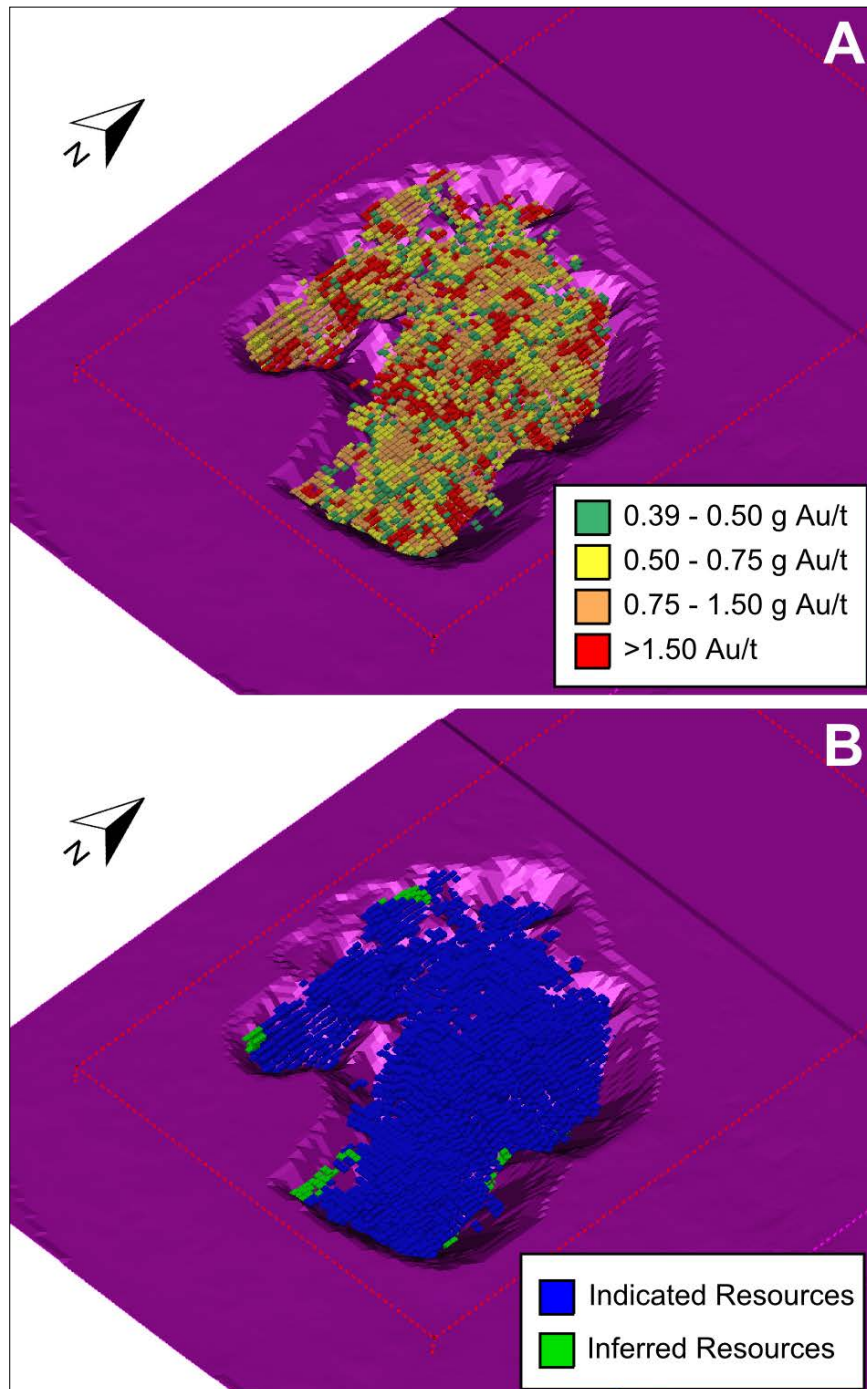 A
N
0.39 - 0.50 g Au/t
0.50 - 0.75 g Au/t
0.75 - 1.50 g Au/t
>1.50 Au/t
B
N
Indicated Resources
Inferred Resources